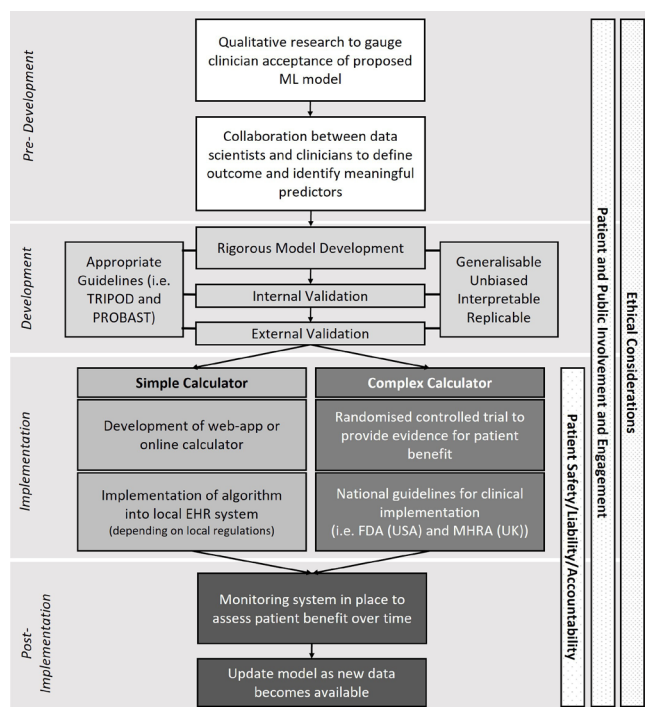 Pre- Development
Qualitative research to gauge
clinician acceptance of proposed
ML model
Collaboration between data
scientists and clinicians to define
outcome and identify meaningful
predictors
Development
Appropriate
Guidelines (i.e.
TRIPOD and
PROBAST)
Rigorous Model Development
Internal Validation
External Validation
Generalisable
Unbiased
Interpretable
Replicable
Implementation
Simple Calculator
Development of web-app or
online calculator
Implementation of algorithm
into local EHR system
(depending on local regulations)
Complex Calculator
Randomised controlled trial to
provide evidence for patient
benefit
National guidelines for clinical
implementation
(i.e. FDA (USA) and MHRA (UK))
Post-
Implementation
Monitoring system in place to
assess patient benefit over time
Update model as new data
becomes available
Patient Safety/Liability/Accountability
Patient and Public Involvement and Engagement
Ethical Considerations